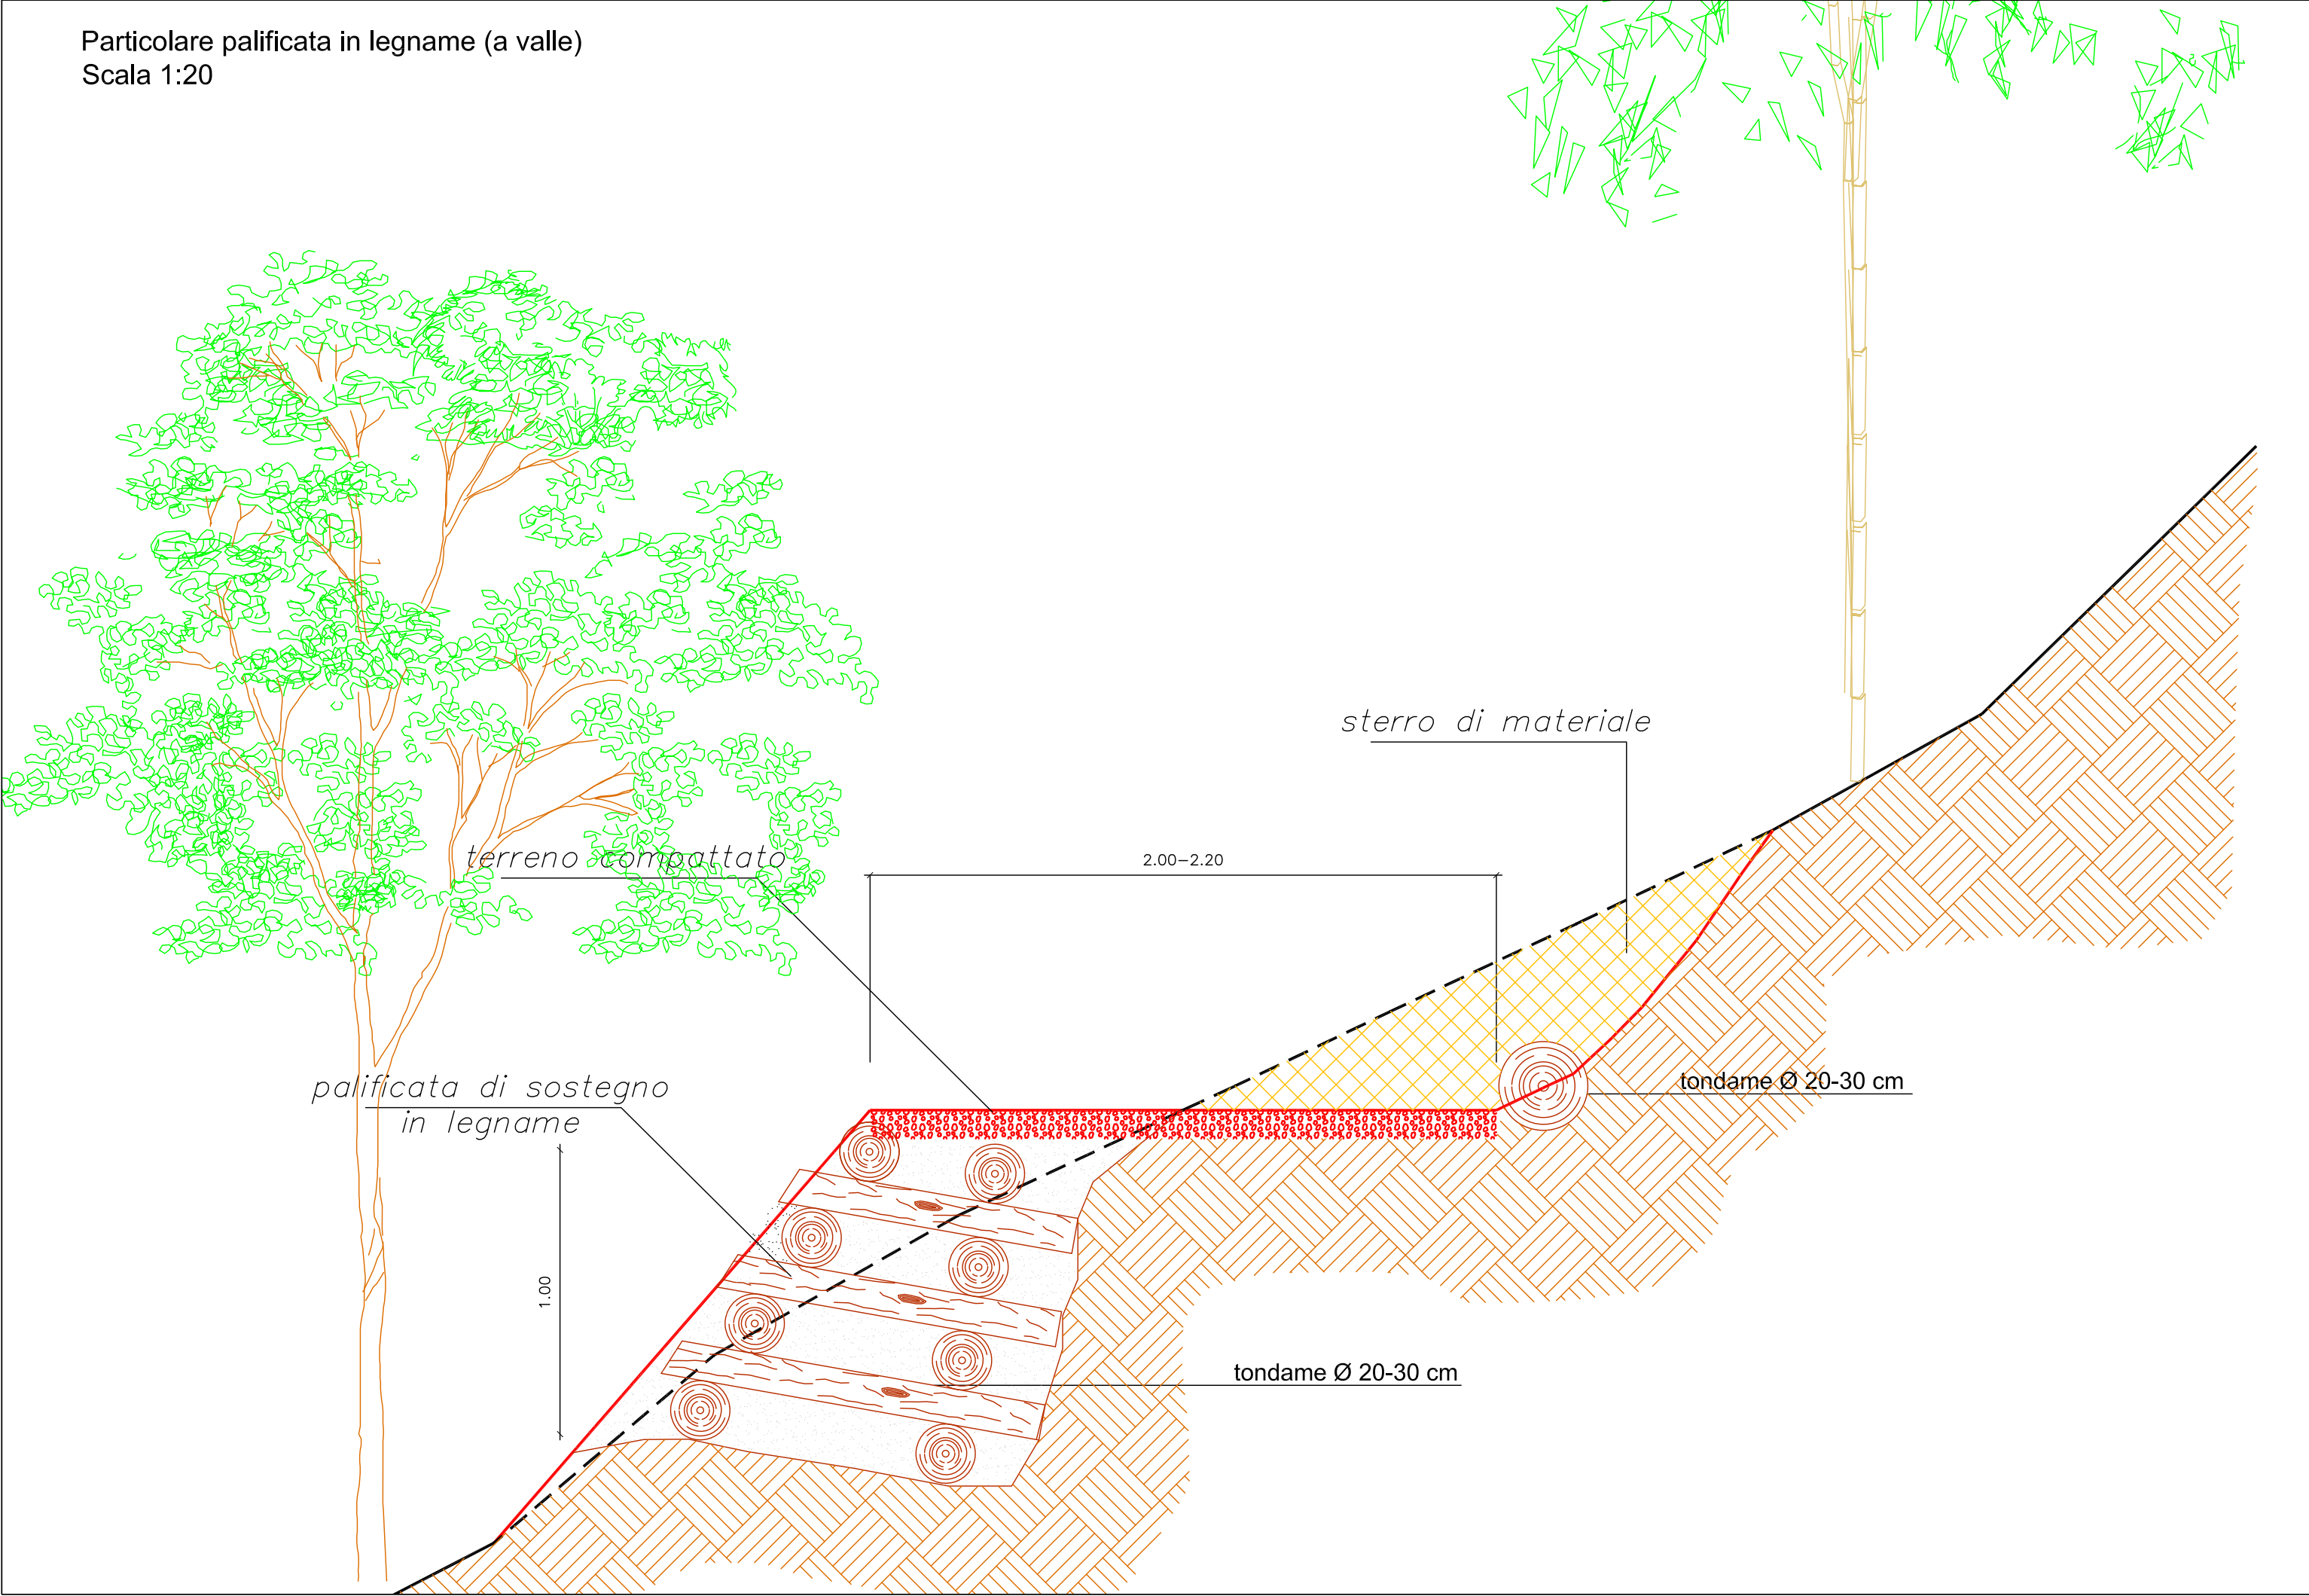 Particolare palificata in legname (a valle)
Scala 1:20
sterro di materiale
terreno compattato
2.00-2.20
palificata di sostegno
in legname
tondame Ø 20-30 cm
1.00
tondame Ø 20-30 cm